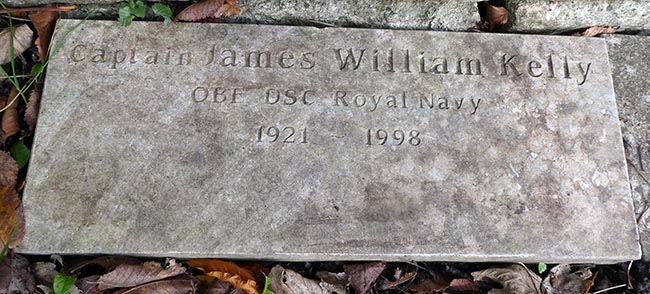 Captain James William Kelly
OBE DSC Royal Navy
1921 - 1998